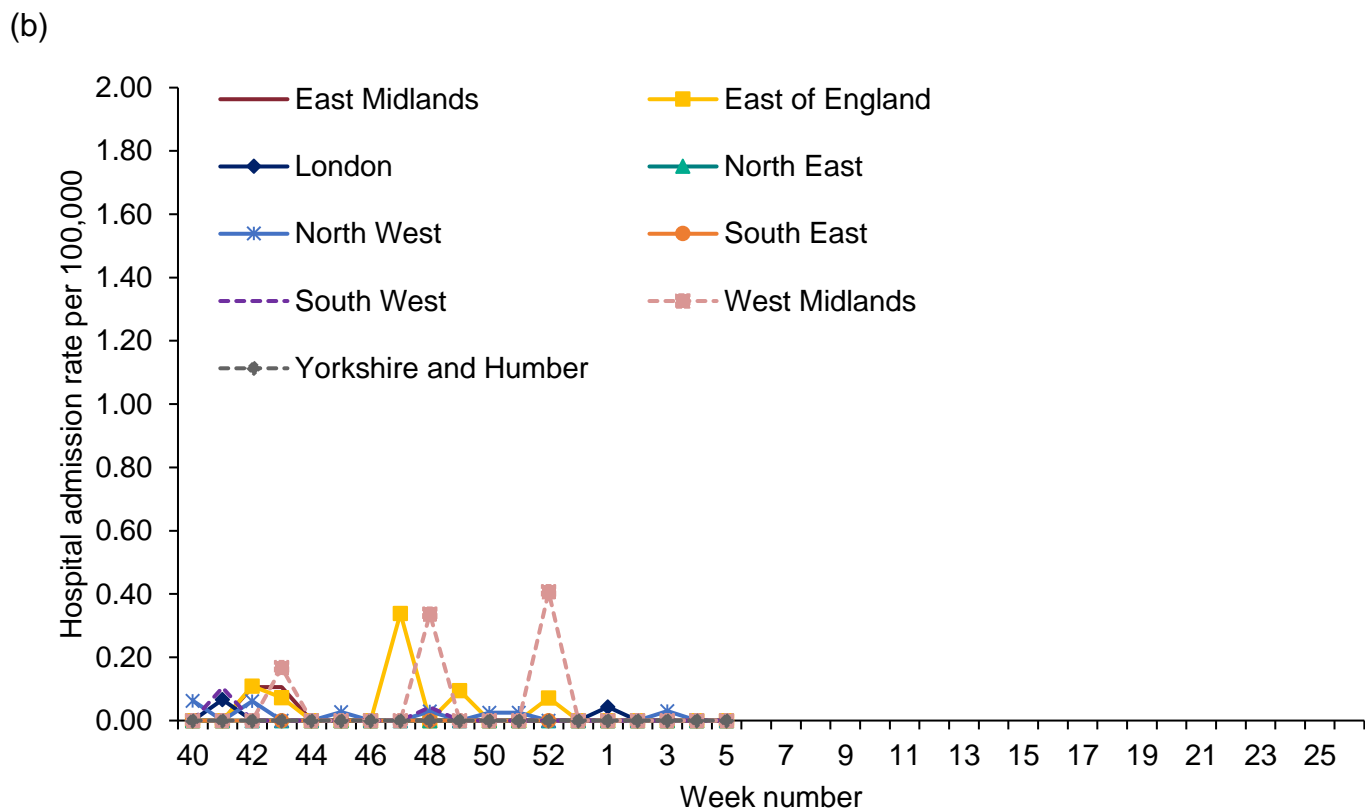 (b)
Hospital admission rate per 100,000
2.00
1.80
1.60
1.40
1.20
1.00
0.80
0.60
0.40
0.20
0.00
East Midlands
East of England
London
North East
North West
South East
South West
West Midlands
Yorkshire and Humber
40 42 44 46 48 50 52 1 3 5 7 9 11 13 15 17 19 21 23 25
Week number